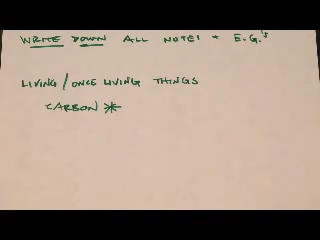 WRITE DOWN ALL NOTES + E.G.'s
LIVING / ONCE LIVING THINGS
CARBON *